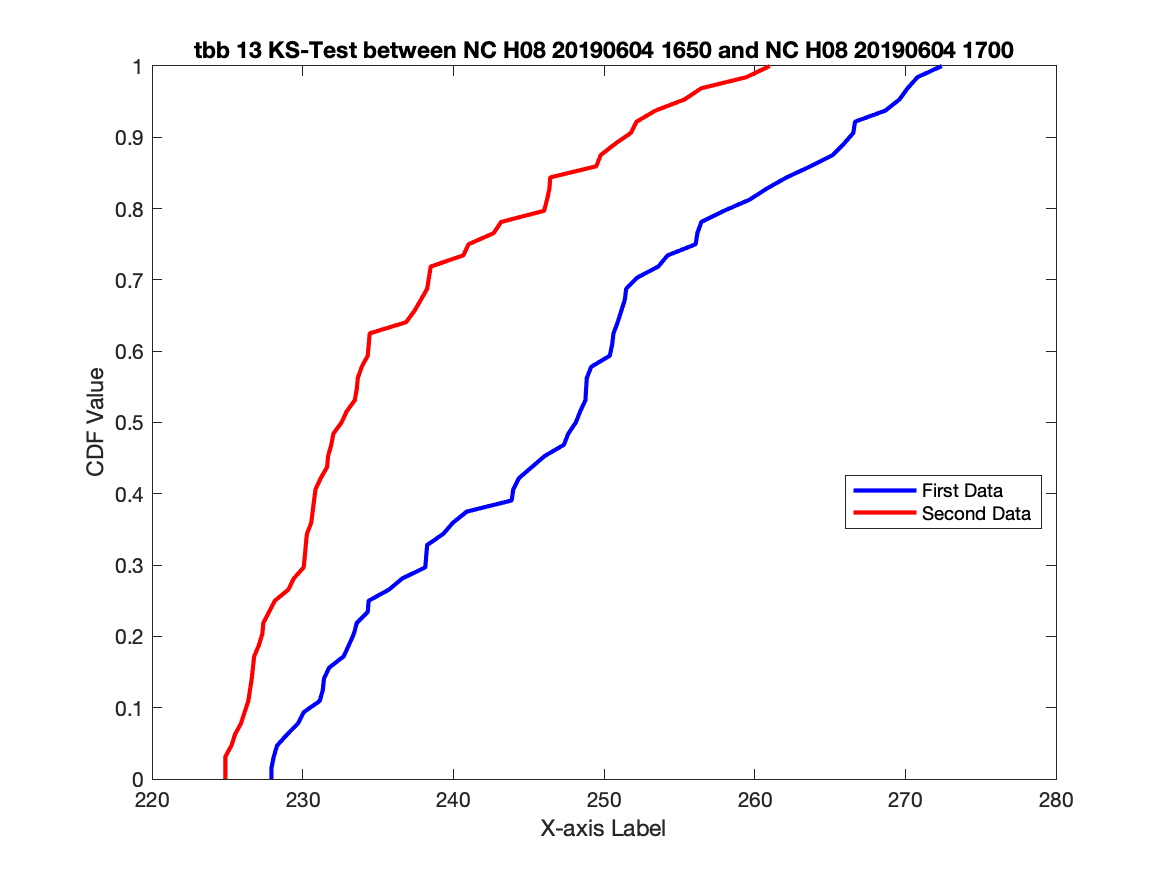 tbb 13 KS-Test between NC H08 20190604 1650 and NC H08 20190604 1700
1
0.9
0.8
0.7
0.6
0.5
0.4
0.3
0.2
0.1
0
CDF Value
First Data
Second Data
220 230 240 250 260 270 280
X-axis Label